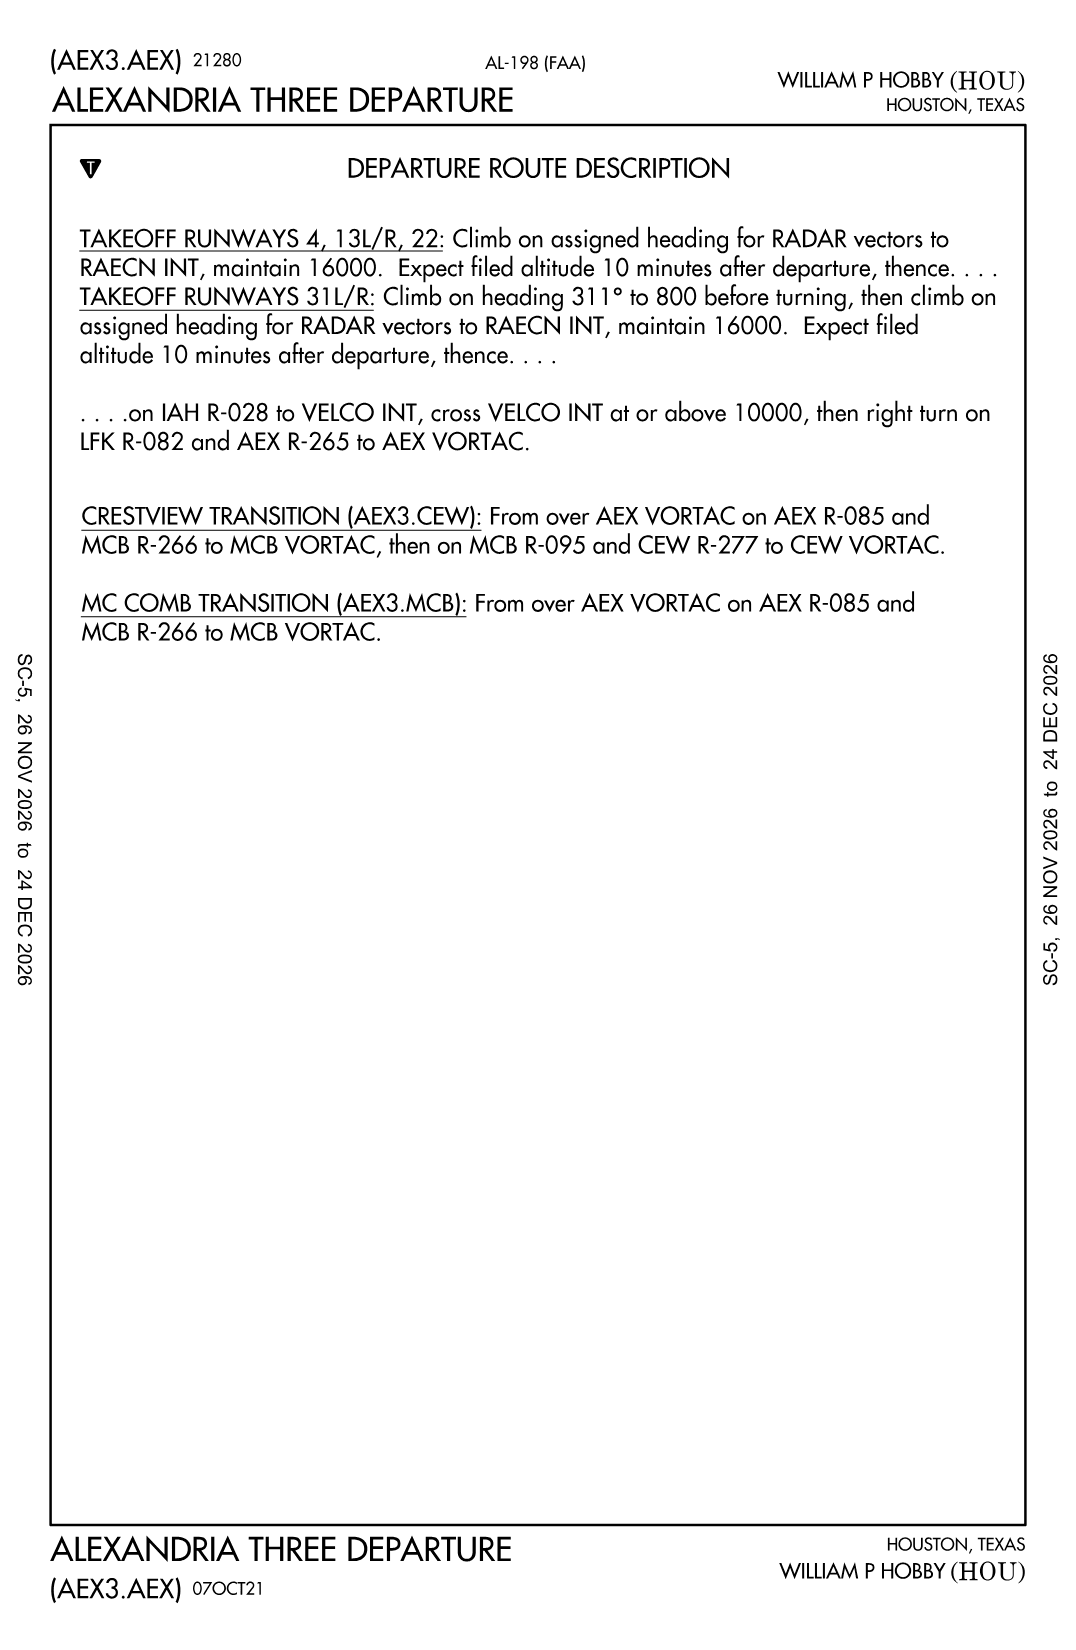 (AEX3.AEX) 21280
AL-198 (FAA)
WILLIAM P HOBBY (HOU)
ALEXANDRIA THREE DEPARTURE
HOUSTON, TEXAS
T
DEPARTURE ROUTE DESCRIPTION
TAKEOFF RUNWAYS 4, 13L/R, 22: Climb on assigned heading for RADAR vectors to
RAECN INT, maintain 16000. Expect filed altitude 10 minutes after departure, thence. . . .
TAKEOFF RUNWAYS 31L/R: Climb on heading 311° to 800 before turning, then climb on
assigned heading for RADAR vectors to RAECN INT, maintain 16000. Expect filed
altitude 10 minutes after departure, thence. . . .
. . . .on IAH R-028 to VELCO INT, cross VELCO INT at or above 10000, then right turn on
LFK R-082 and AEX R-265 to AEX VORTAC.
CRESTVIEW TRANSITION (AEX3.CEW): From over AEX VORTAC on AEX R-085 and
MCB R-266 to MCB VORTAC, then on MCB R-095 and CEW R-277 to CEW VORTAC.
MC COMB TRANSITION (AEX3.MCB): From over AEX VORTAC on AEX R-085 and
MCB R-266 to MCB VORTAC.
SC-5, 26 NOV 2026 to 24 DEC 2026
SC-5, 26 NOV 2026 to 24 DEC 2026
ALEXANDRIA THREE DEPARTURE
HOUSTON, TEXAS
WILLIAM P HOBBY (HOU)
(AEX3.AEX) 07OCT21